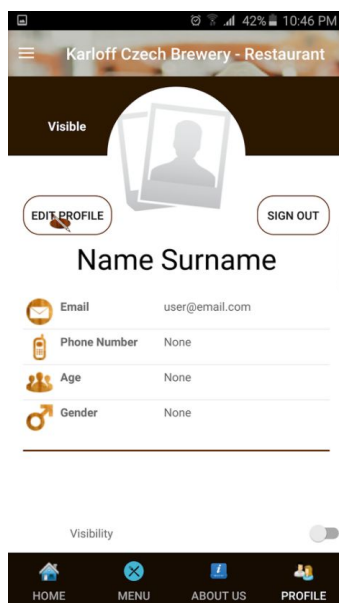 42% 10:46 PM
Karloff Czech Brewery - Restaurant
Visible
EDIT PROFILE
SIGN OUT
Name Surname
Email user@email.com
Phone Number None
Age None
Gender None
Visibility
HOME MENU ABOUT US PROFILE